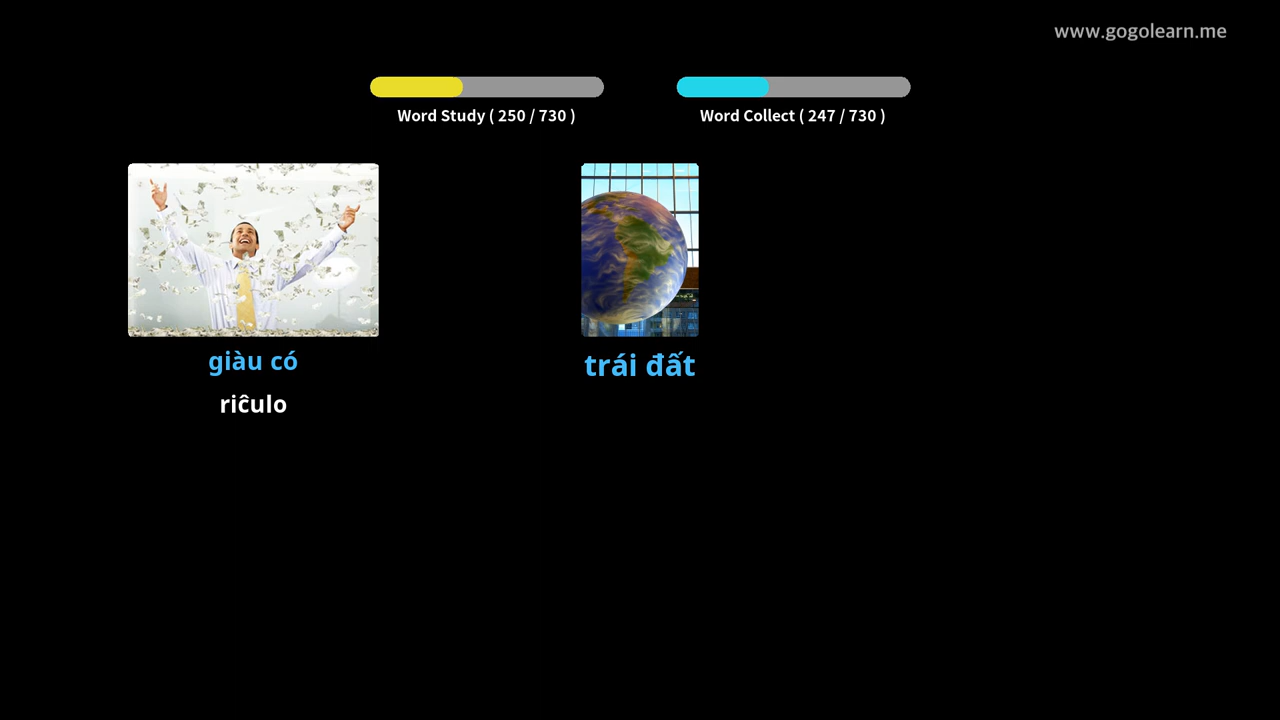 www.gogolearn.me
Word Study ( 250 / 730 )
Word Collect ( 247 / 730 )
giàu có
riĉulo
trái đất